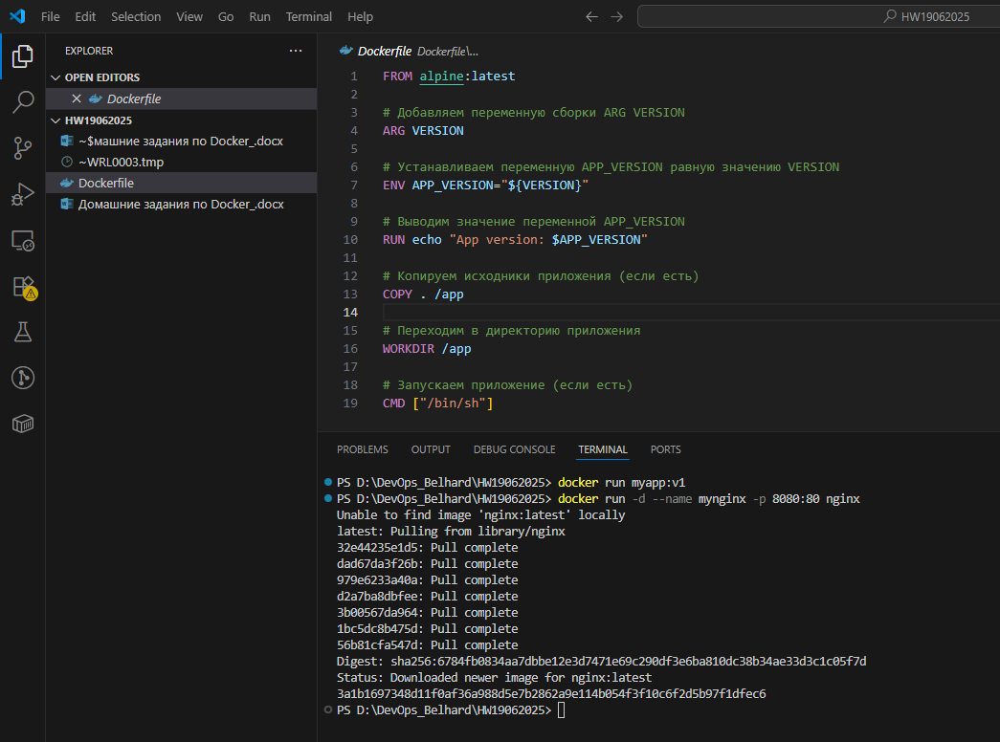 File Edit Selection View Go Run Terminal Help
HW19062025
EXPLORER
OPEN EDITORS
Dockerfile
HW19062025
~$машние задания по Docker_.docx
~WRL0003.tmp
Dockerfile
Домашние задания по Docker_.docx
Dockerfile Dockerfile\...
1 FROM alpine:latest
2
3 # Добавляем переменную сборки ARG VERSION
4 ARG VERSION
5
6 # Устанавливаем переменную APP_VERSION равную значению VERSION
7 ENV APP_VERSION="${VERSION}"
8
9 # Выводим значение переменной APP_VERSION
10 RUN echo "App version: $APP_VERSION"
11
12 # Копируем исходники приложения (если есть)
13 COPY . /app
14
15 # Переходим в директорию приложения
16 WORKDIR /app
17
18 # Запускаем приложение (если есть)
19 CMD ["/bin/sh"]
PROBLEMS OUTPUT DEBUG CONSOLE TERMINAL PORTS
PS D:\DevOps_Belhard\HW19062025> docker run myapp:v1
PS D:\DevOps_Belhard\HW19062025> docker run -d --name mynginx -p 8080:80 nginx
Unable to find image 'nginx:latest' locally
latest: Pulling from library/nginx
32e44235e1d5: Pull complete
dad67da3f26b: Pull complete
979e6233a40a: Pull complete
d2a7ba8dbfee: Pull complete
3b00567da964: Pull complete
1bc5dc8b475d: Pull complete
56b81cfa547d: Pull complete
Digest: sha256:6784fb0834aa7dbbe12e3d7471e69c290df3e6ba810dc38b34ae33d3c1c05f7d
Status: Downloaded newer image for nginx:latest
3a1b1697348d11f0af36a988d5e7b2862a9e114b054f3f10c6f2d5b97f1dfec6
PS D:\DevOps_Belhard\HW19062025>